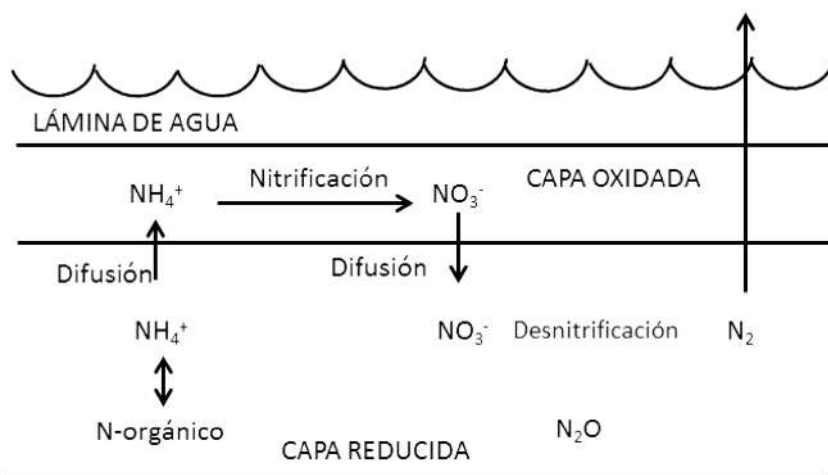 LÁMINA DE AGUA
Nitrificación
CAPA OXIDADA
NH₄⁺
NO₃⁻
Difusión
Difusión
NH₄⁺
NO₃⁻
Desnitrificación
N₂
N-orgánico
N₂O
CAPA REDUCIDA